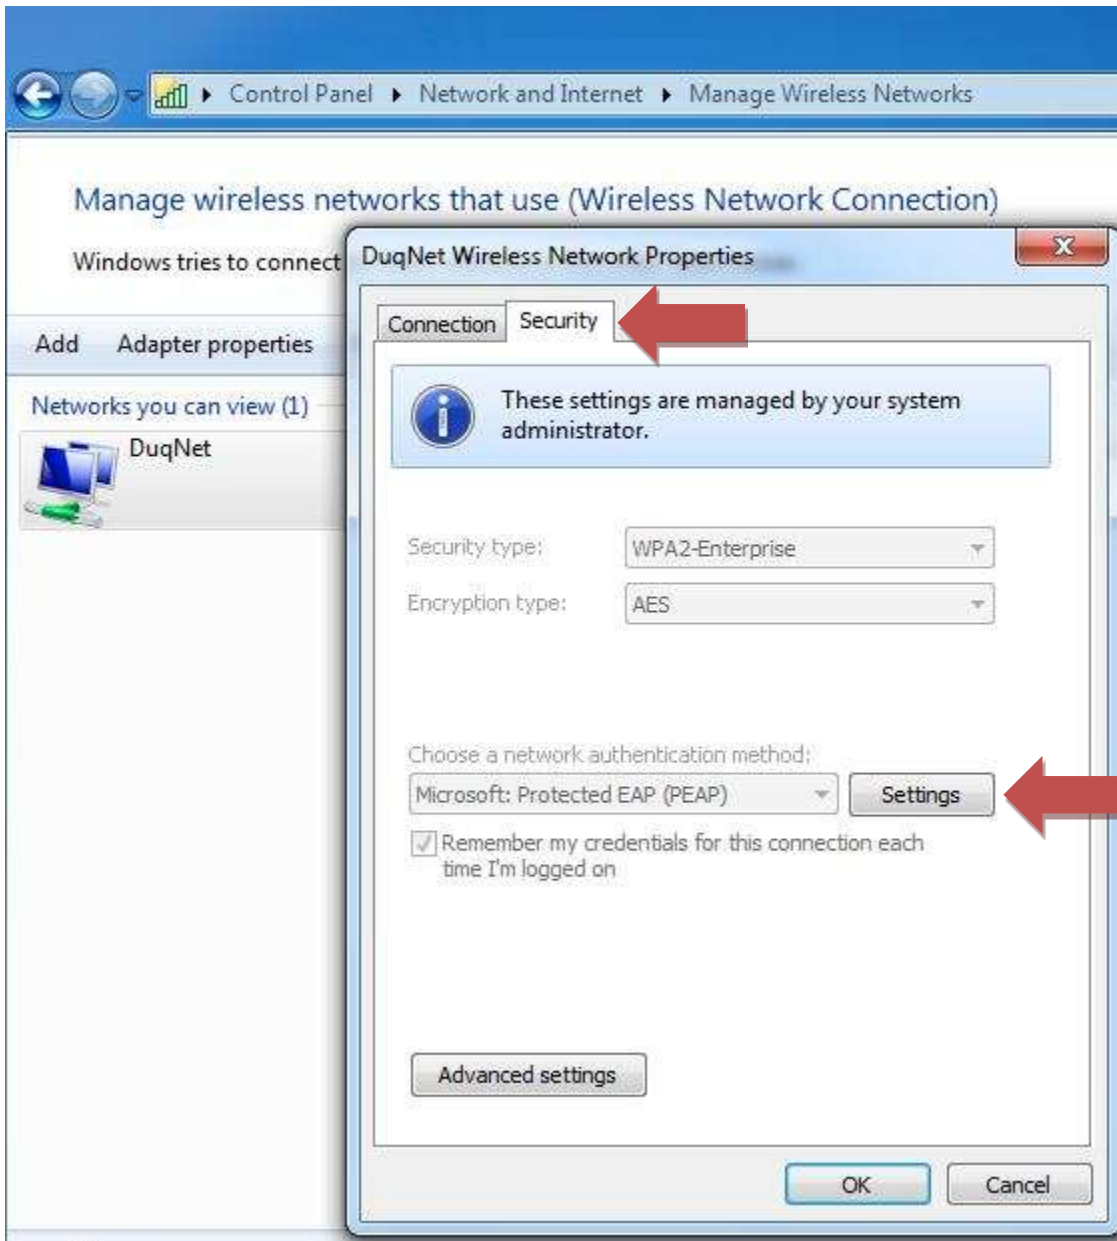 Control Panel Network and Internet Manage Wireless Networks
Manage wireless networks that use (Wireless Network Connection)
Windows tries to connect
DuqNet Wireless Network Properties
X
Connection Security
Add Adapter properties
These settings are managed by your system
administrator.
Networks you can view (1)
DuqNet
Security type: WPA2-Enterprise
Encryption type: AES
Choose a network authentication method:
Microsoft: Protected EAP (PEAP) Settings
Remember my credentials for this connection each
time I'm logged on
Advanced settings
OK Cancel